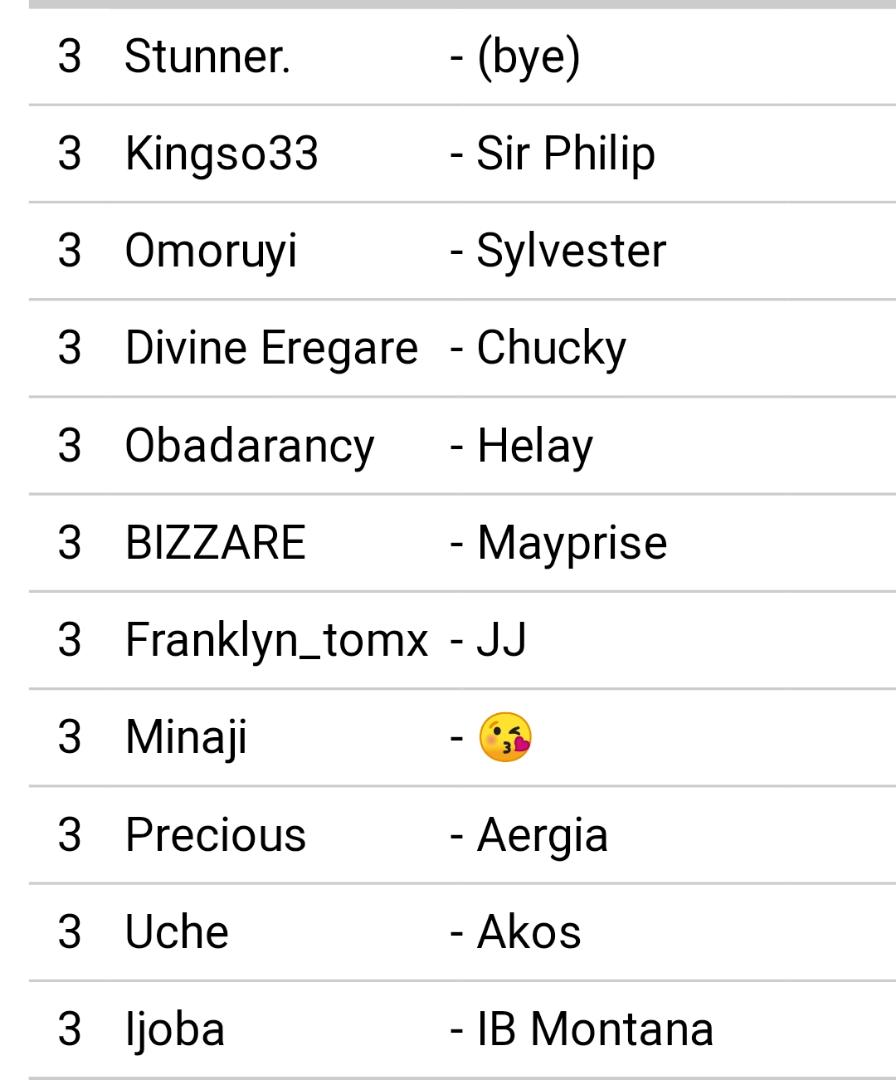 3 Stunner. - (bye)
3 Kingso33 - Sir Philip
3 Omoruyi - Sylvester
3 Divine Eregare - Chucky
3 Obadarancy - Helay
3 BIZZARE - Mayprise
3 Franklyn_tomx - JJ
3 Minaji - 😘
3 Precious - Aergia
3 Uche - Akos
3 Ijoba - IB Montana